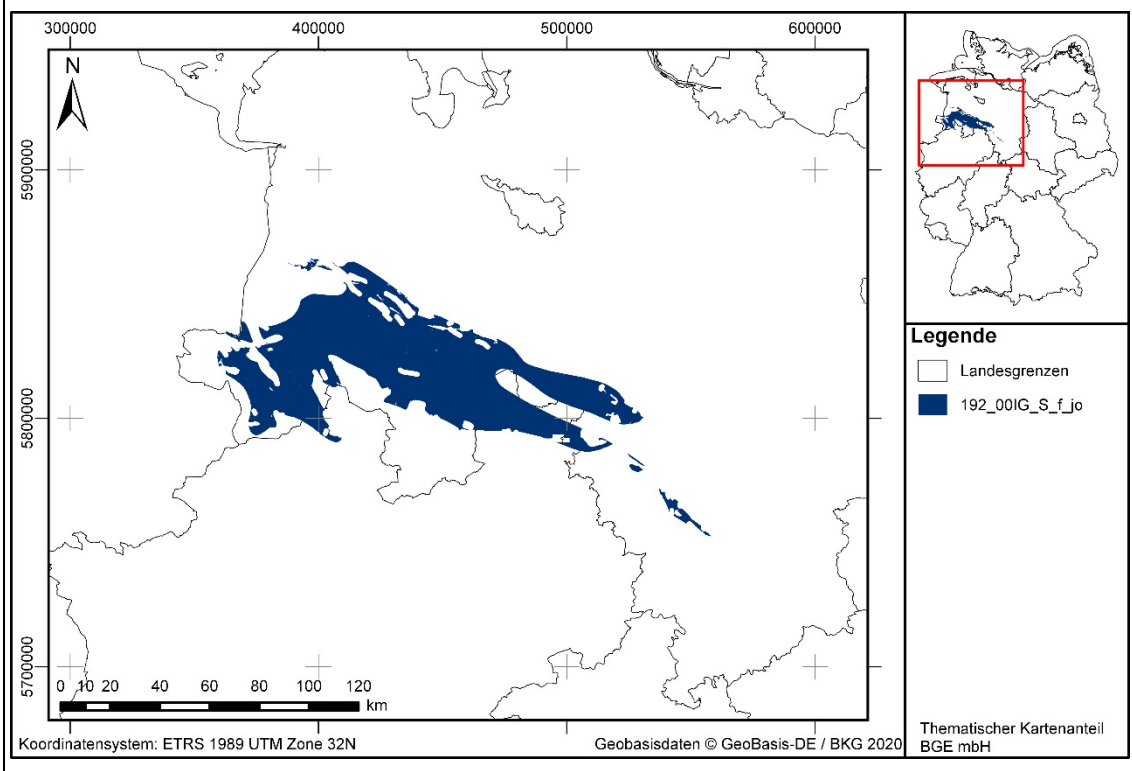 300000
400000
500000
600000
N
5900000
5800000
5700000
0 10 20 40 60 80 100 120
km
Koordinatensystem: ETRS 1989 UTM Zone 32N
Geobasisdaten © GeoBasis-DE / BKG 2020
Legende
Landesgrenzen
192_00IG_S_f_jo
Thematischer Kartenanteil
BGE mbH